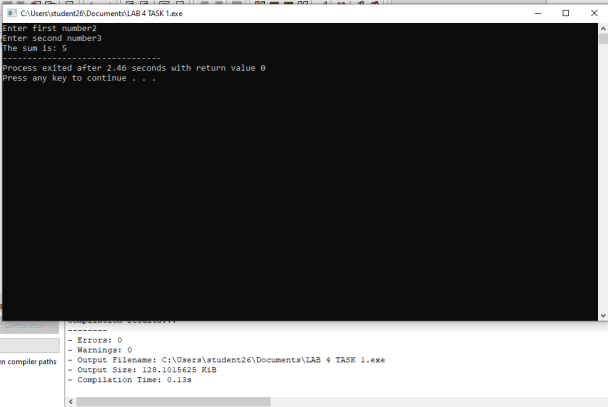 C:\Users\student26\Documents\LAB 4 TASK 1.exe
Enter first number2
Enter second number3
The sum is: 5
--------------------------------
Process exited after 2.46 seconds with return value 0
Press any key to continue . . .
Compilation results...
--------
- Errors: 0
- Warnings: 0
- Output Filename: C:\Users\student26\Documents\LAB 4 TASK 1.exe
- Output Size: 128.1015625 KiB
- Compilation Time: 0.13s
Compilation
en compiler paths